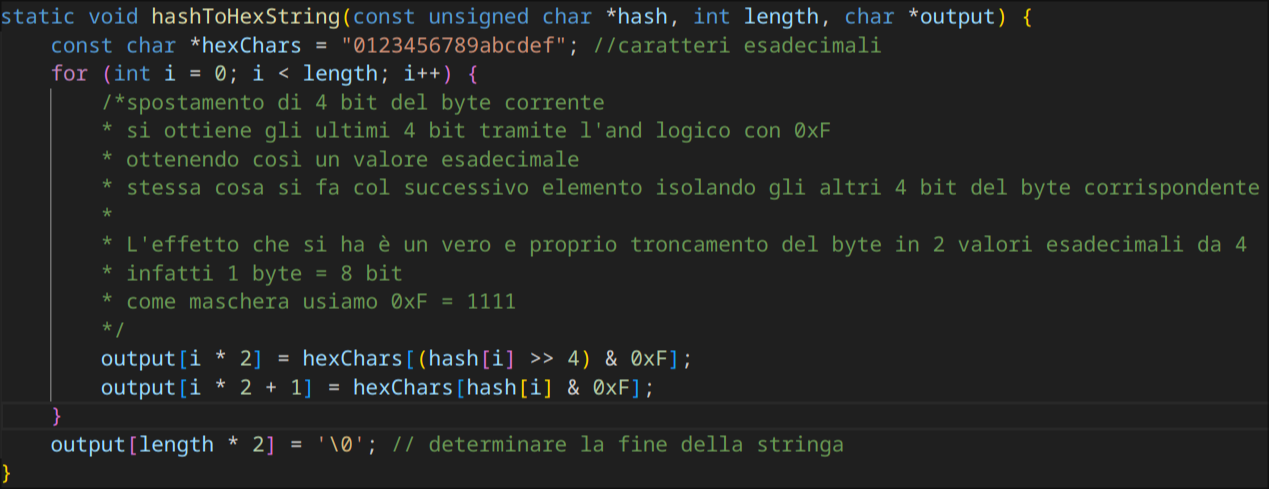 static void hashToHexString(const unsigned char *hash, int length, char *output) {
    const char *hexChars = "0123456789abcdef"; //caratteri esadecimali
    for (int i = 0; i < length; i++) {
        /*spostamento di 4 bit del byte corrente
        * si ottiene gli ultimi 4 bit tramite l'and logico con 0xF
        * ottenendo così un valore esadecimale
        * stessa cosa si fa col successivo elemento isolando gli altri 4 bit del byte corrispondente
        *
        * L'effetto che si ha è un vero e proprio troncamento del byte in 2 valori esadecimali da 4
        * infatti 1 byte = 8 bit
        * come maschera usiamo 0xF = 1111
        */
        output[i * 2] = hexChars[(hash[i] >> 4) & 0xF];
        output[i * 2 + 1] = hexChars[hash[i] & 0xF];
    }
    output[length * 2] = '\0'; // determinare la fine della stringa
}